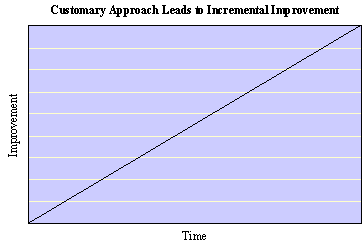 Customary Approach Leads to Incremental Improvement
Improvement
Time